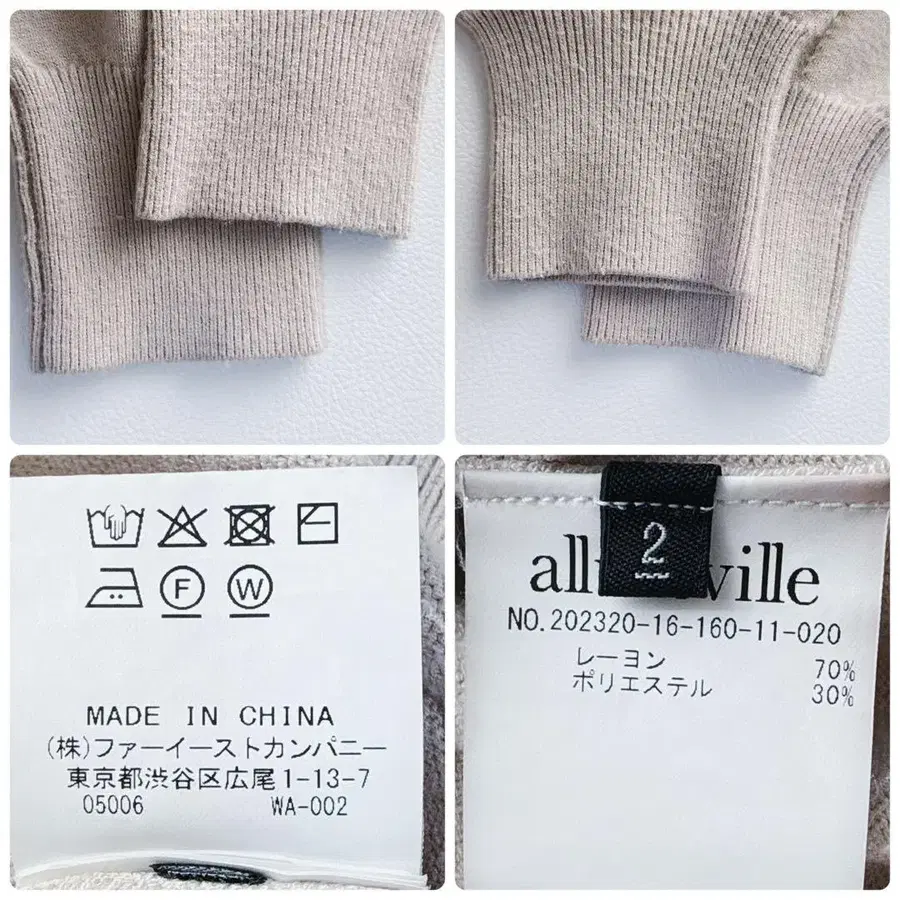 F W
MADE IN CHINA
(株)ファーイーストカンパニー
東京都渋谷区広尾1-13-7
05006 WA-002
2
NO.202320-16-160-11-020
レーヨン 70%
ポリエステル 30%